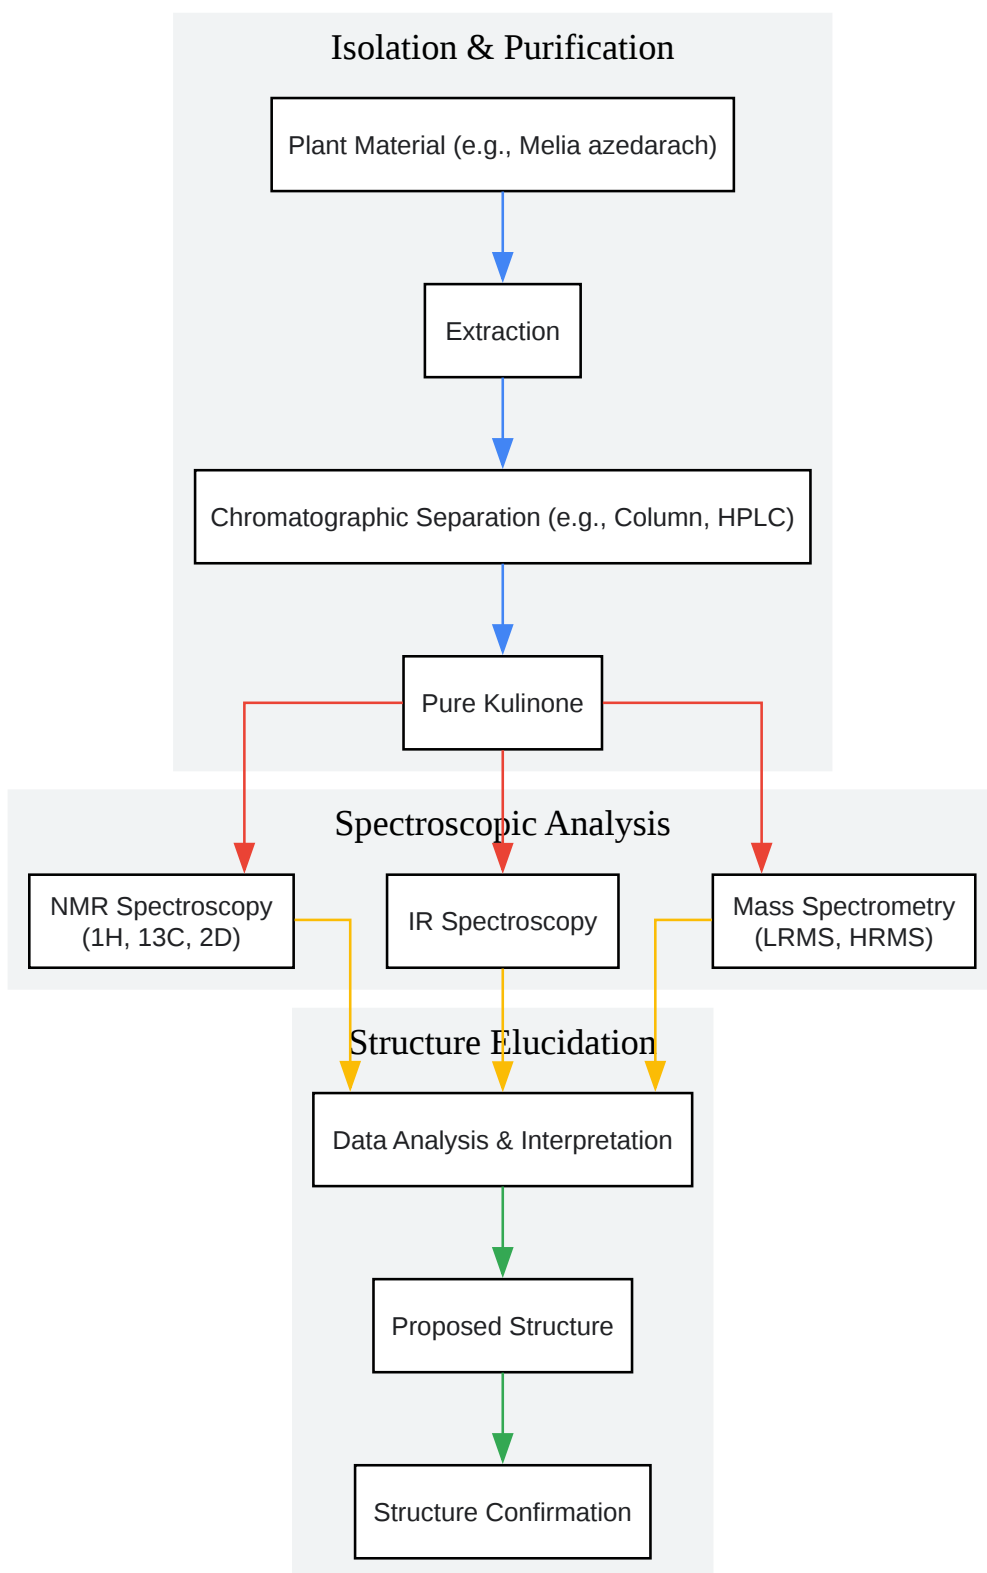 Isolation & Purification
Plant Material (e.g., Melia azedarach)
Extraction
Chromatographic Separation (e.g., Column, HPLC)
Pure Kulinone
Spectroscopic Analysis
NMR Spectroscopy
(1H, 13C, 2D)
IR Spectroscopy
Mass Spectrometry
(LRMS, HRMS)
Structure Elucidation
Data Analysis & Interpretation
Proposed Structure
Structure Confirmation